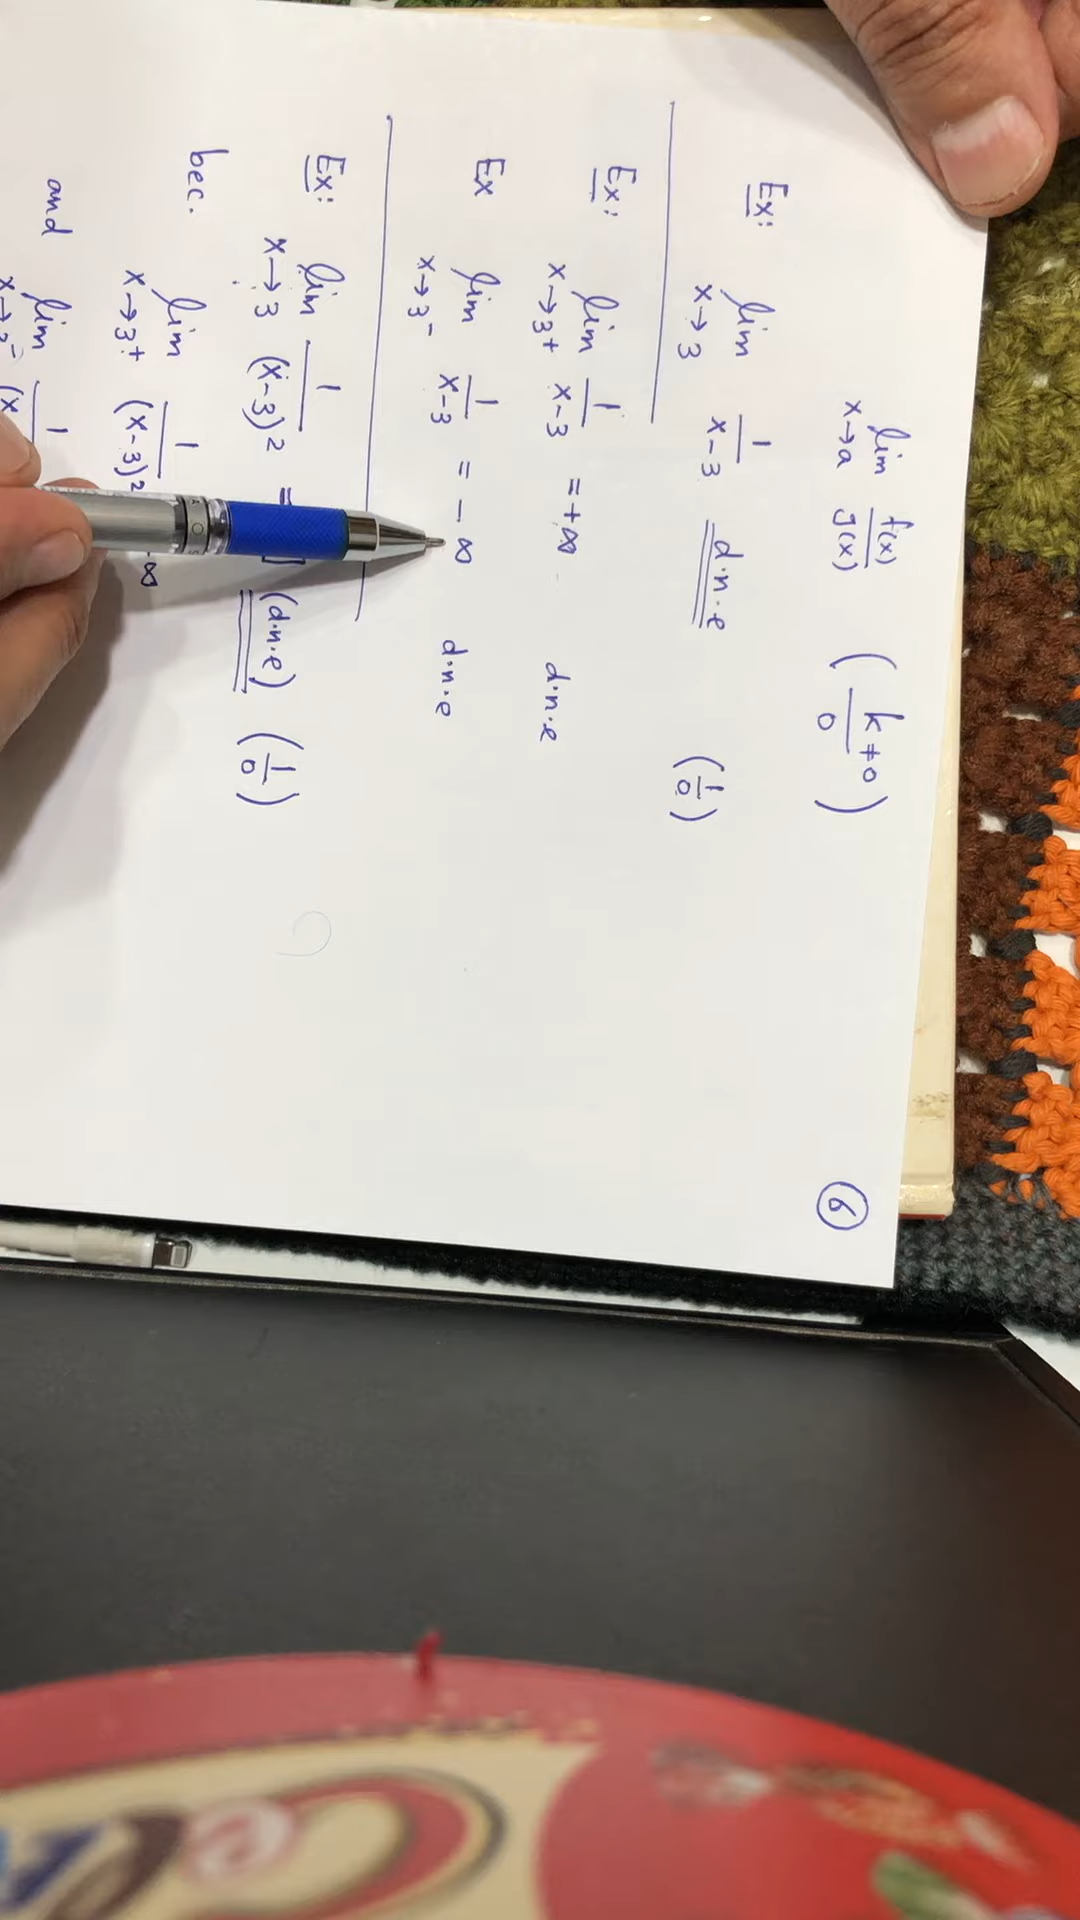 6
lim x→a f(x)/g(x) (k≠0/0)
Ex: lim x→3 1/x-3 d.n.e (1/0)
Ex: lim x→3+ 1/x-3 = +∞ d.n.e
Ex lim x→3- 1/x-3 = -∞ d.n.e
Ex: lim x→3 1/(x-3)² = (d.n.e) (1/0)
bec. lim x→3+ 1/(x-3)² ∞
and lim 1/(x